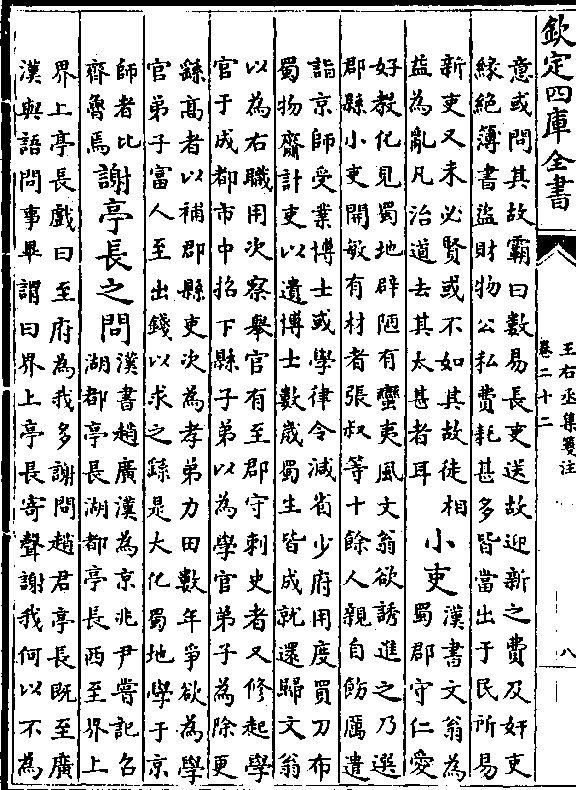 欽定四庫全書
王右丞集箋注
卷二十二
八
意或問其故霸曰數易長吏送故迎新之費及奸吏
緣絶簿書盜財物公私費耗甚多皆當出于民所易
新吏又未必賢或不如其故徒相
益為亂凡治道去其太甚者耳
小吏
漢書文翁為
蜀郡守仁愛
好教化見蜀地辟陋有蠻夷風文翁欲誘進之乃選
郡縣小吏開敏有材者張叔等十餘人親自飭厲遣
詣京師受業博士或學律令減省少府用度買刀布
蜀物齎計吏以遺博士數歲蜀生皆成就還歸文翁
以為右職用次察舉官有至郡守刺史者又修起學
官于成都市中招下縣子弟以為學官弟子為除更
繇高者以補郡縣吏次為孝弟力田數年爭欲為學
官弟子富人至出錢以求之繇是大化蜀地學于京
師者比
齊魯焉
謝亭長之問
漢書趙廣漢為京兆尹嘗記召
湖都亭長湖都亭長西至界上
界上亭長戲曰至府為我多謝問趙君亭長既至廣
漢與語問事畢謂曰界上亭長寄聲謝我何以不為